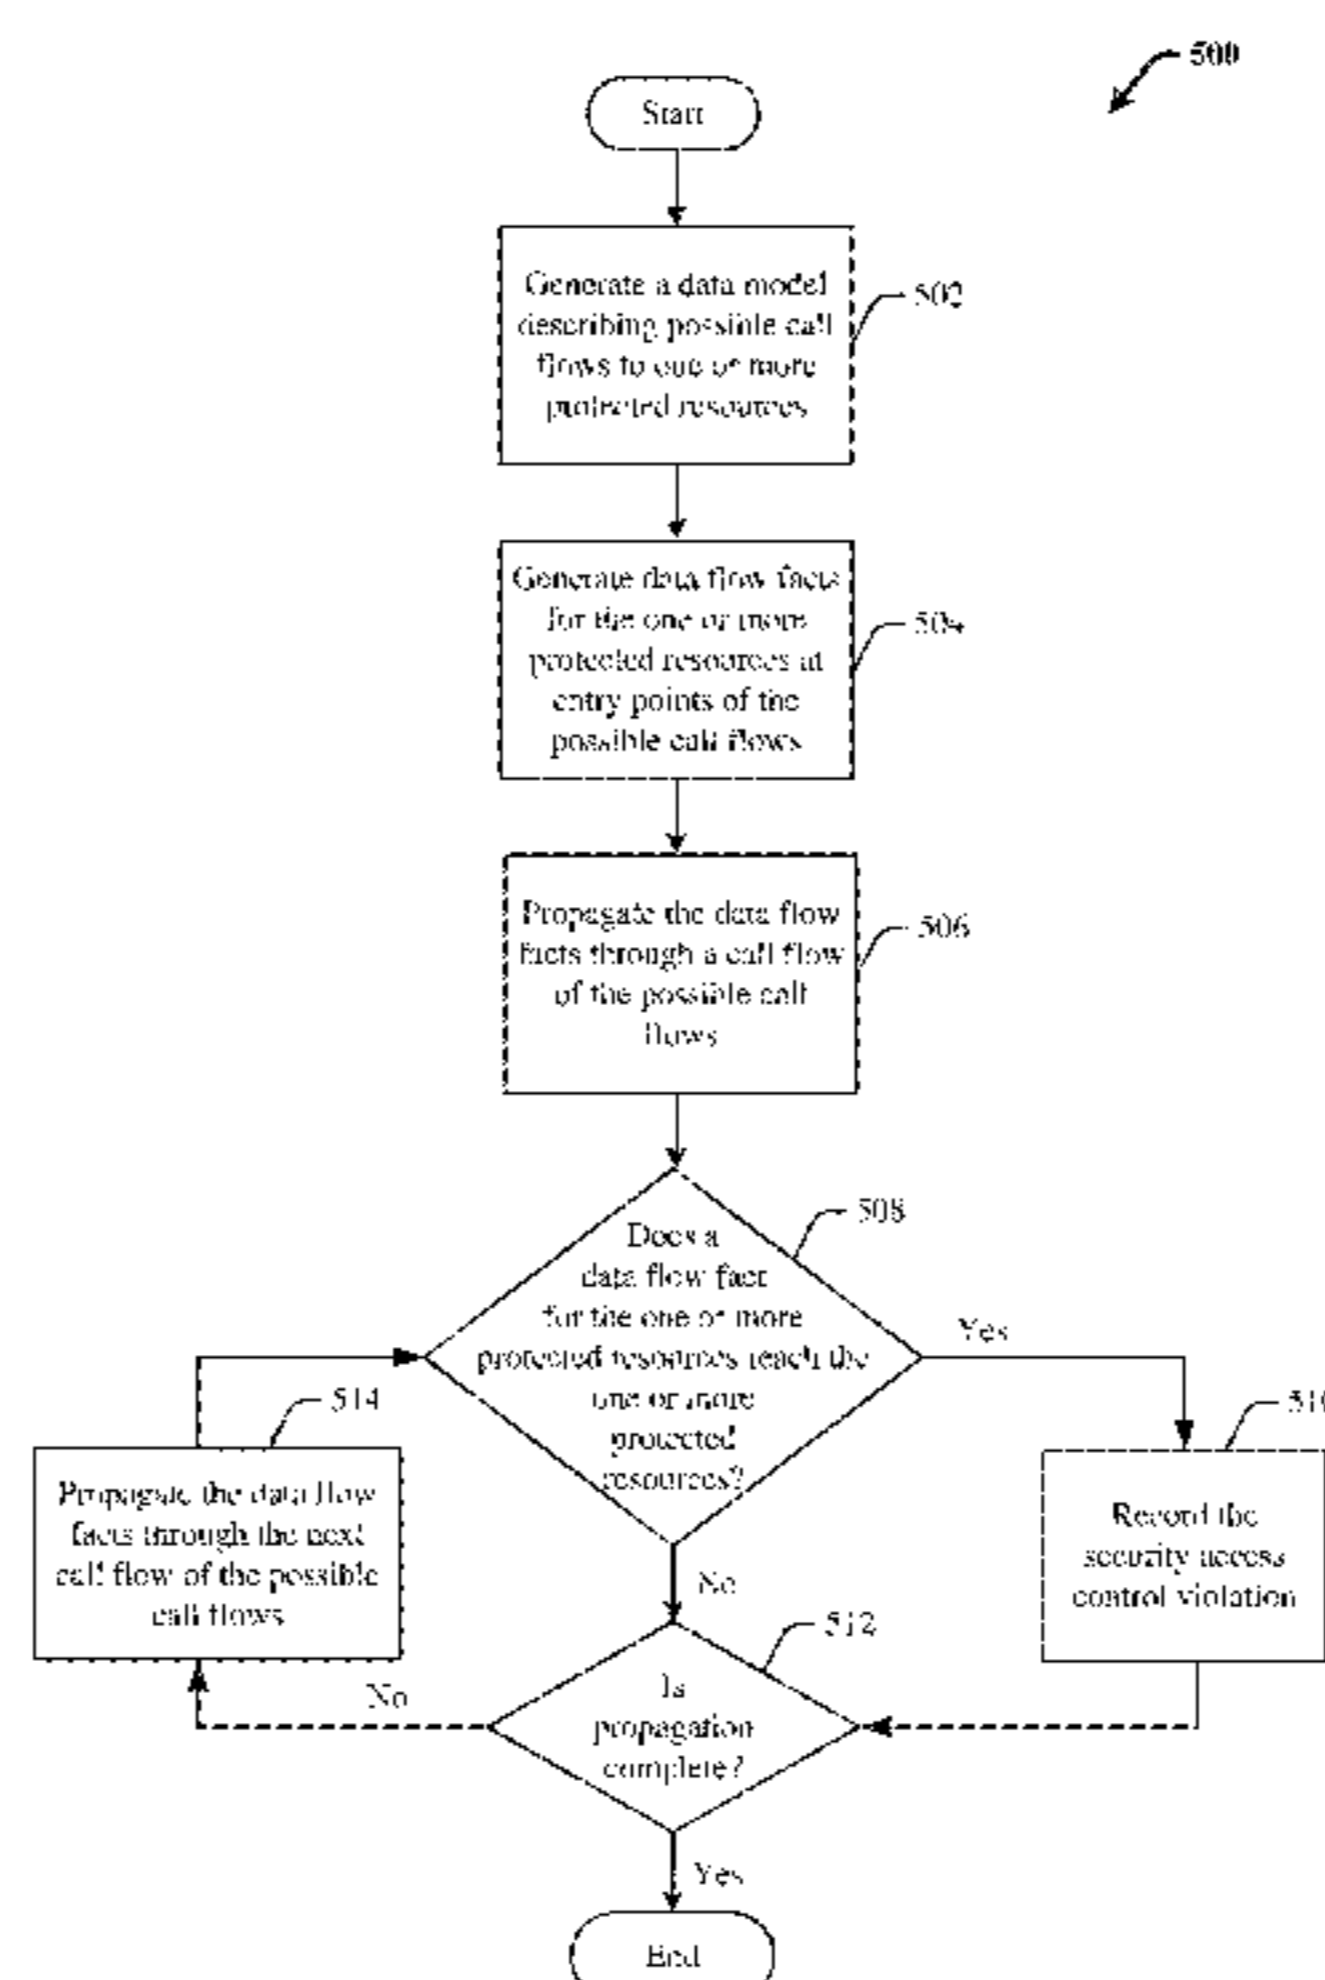 500
Start
Generate a data model
describing possible call
flows to one or more
protected resources
502
Generate data flow facts
for the one or more
protected resources at
entry points of the
possible call flows
504
Propagate the data flow
facts through a call flow
of the possible call
flows
506
Does a
data flow fact
for the one or more
protected resources reach the
one or more
protected
resources?
508
Yes
514
Propagate the data flow
facts through the next
call flow of the possible
call flows
Record the
security access
control violation
No
512
Is
propagation
complete?
No
Yes
End